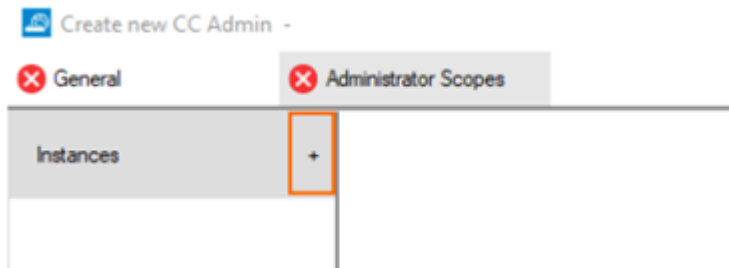 Create new CC Admin -
General Administrator Scopes
Instances +